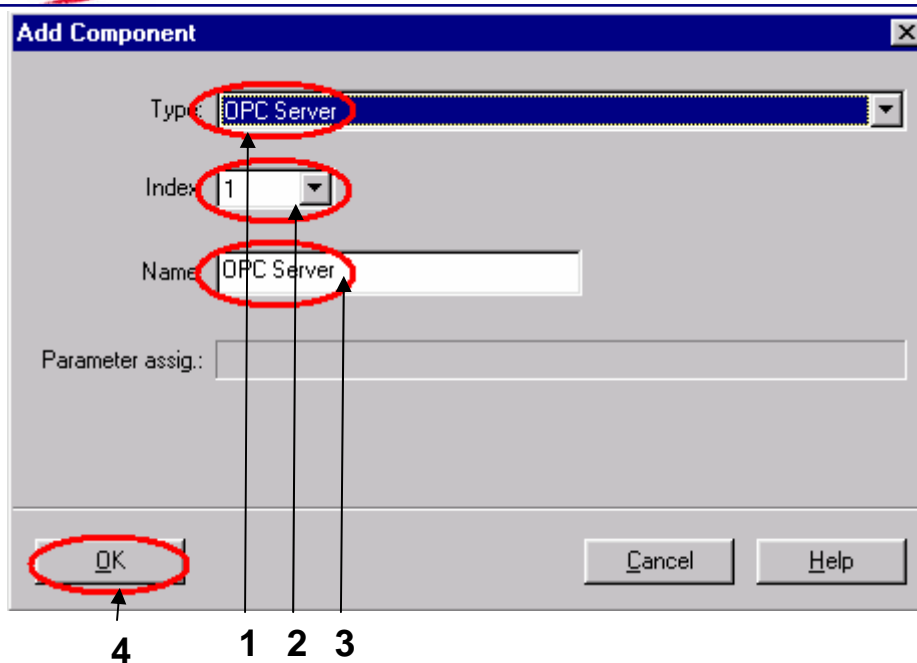 Add Component
Type: OPC Server
Index 1
Name OPC Server
Parameter assig.:
OK Cancel Help
4 1 2 3